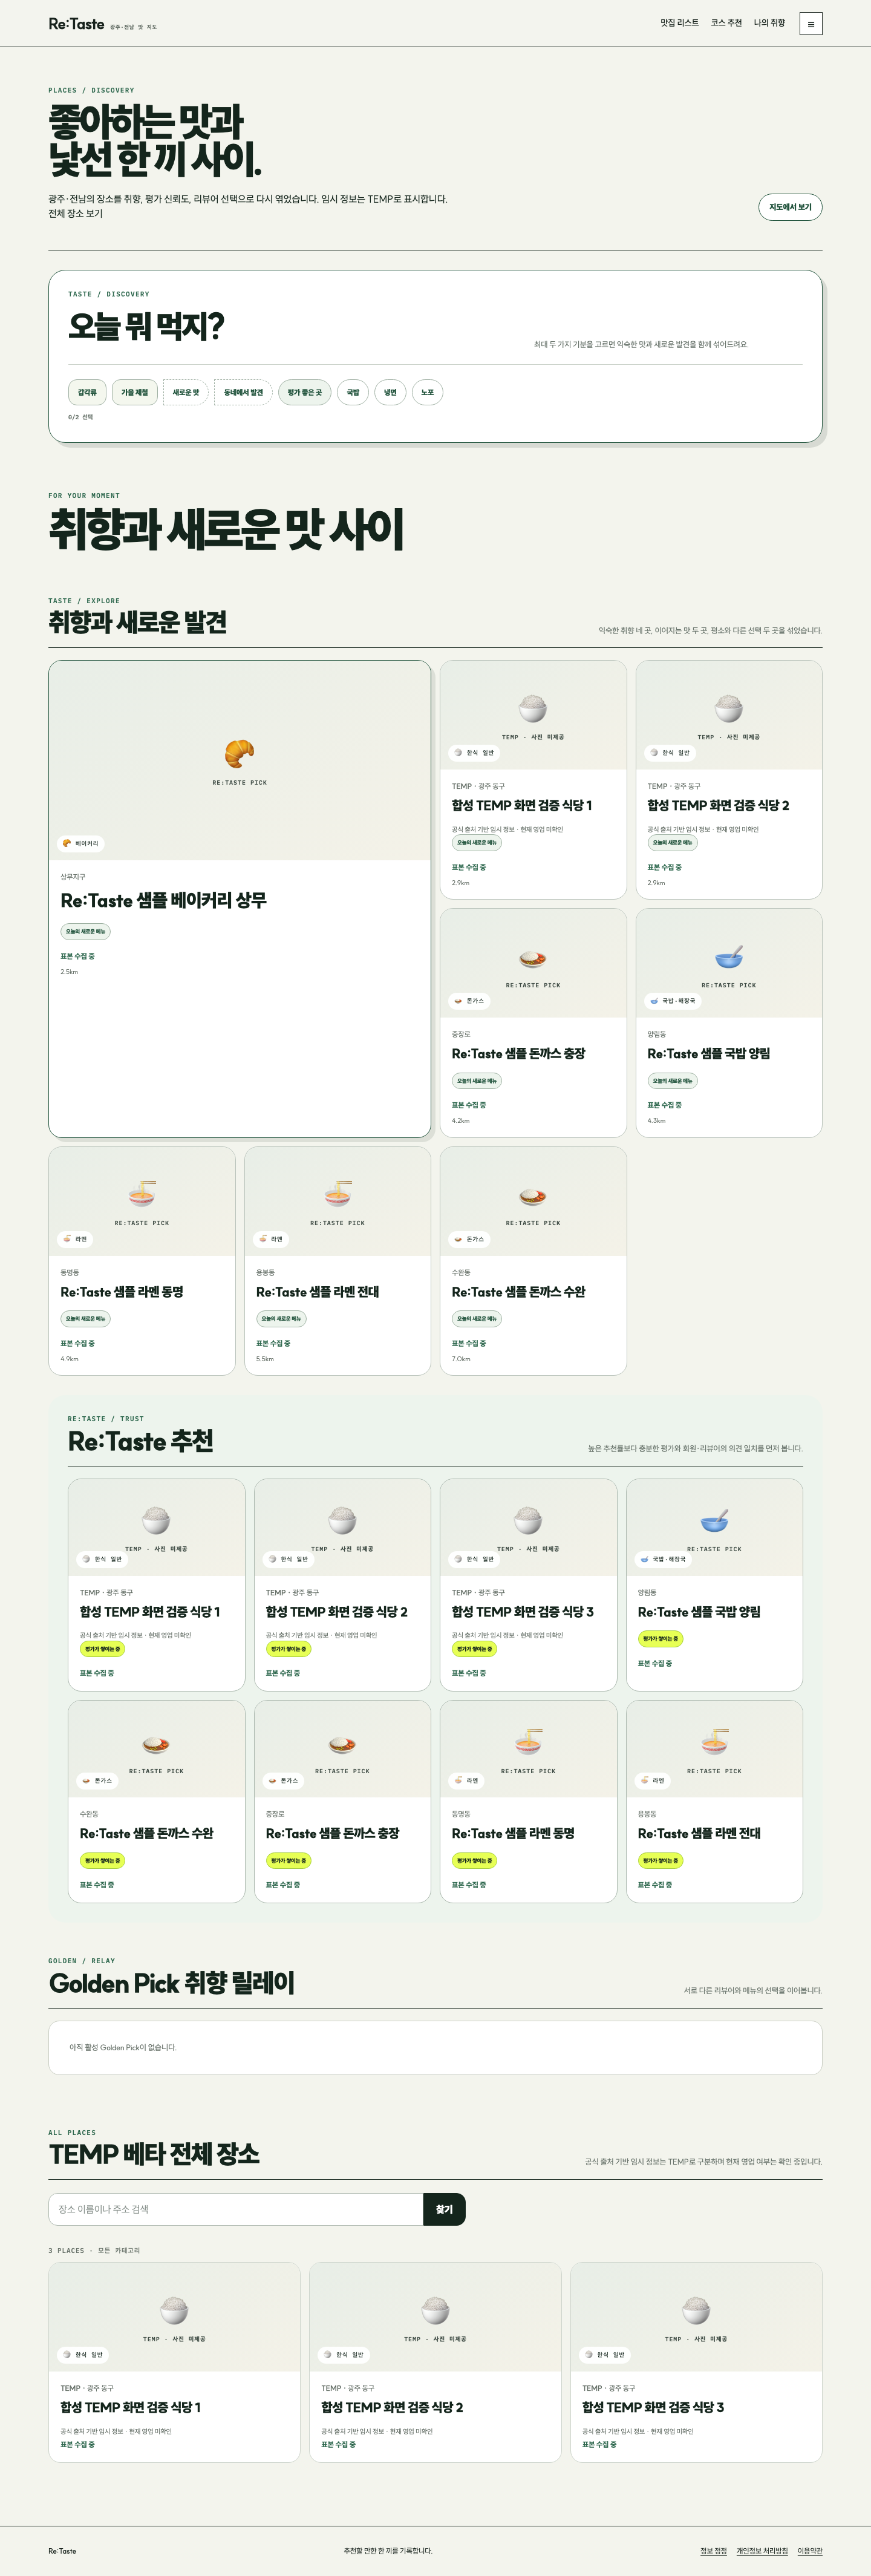 Re:Taste 광주·전남 맛 지도
맛집 리스트 코스 추천 나의 취향
PLACES / DISCOVERY
좋아하는 맛과
낯선 한 끼 사이.
광주·전남의 장소를 취향, 평가 신뢰도, 리뷰어 선택으로 다시 엮었습니다. 임시 정보는 TEMP로 표시합니다.
전체 장소 보기
지도에서 보기
TASTE / DISCOVERY
오늘 뭐 먹지?
최대 두 가지 기분을 고르면 익숙한 맛과 새로운 발견을 함께 섞어드려요.
갑각류 가을 제철 새로운 맛 동네에서 발견 평가 좋은 곳 국밥 냉면 노포
0/2 선택
FOR YOUR MOMENT
취향과 새로운 맛 사이
TASTE / EXPLORE
취향과 새로운 발견
익숙한 취향 네 곳, 이어지는 맛 두 곳, 평소와 다른 선택 두 곳을 섞었습니다.
RE:TASTE PICK
베이커리
상무지구
Re:Taste 샘플 베이커리 상무
오늘의 새로운 메뉴
표본 수집 중
2.5km
TEMP · 사진 미제공
한식 일반
TEMP · 광주 동구
합성 TEMP 화면 검증 식당 1
공식 출처 기반 임시 정보 · 현재 영업 미확인
오늘의 새로운 메뉴
표본 수집 중
2.9km
TEMP · 사진 미제공
한식 일반
TEMP · 광주 동구
합성 TEMP 화면 검증 식당 2
공식 출처 기반 임시 정보 · 현재 영업 미확인
오늘의 새로운 메뉴
표본 수집 중
2.9km
RE:TASTE PICK
돈가스
충장로
Re:Taste 샘플 돈까스 충장
오늘의 새로운 메뉴
표본 수집 중
4.2km
RE:TASTE PICK
국밥·해장국
양림동
Re:Taste 샘플 국밥 양림
오늘의 새로운 메뉴
표본 수집 중
4.3km
RE:TASTE PICK
라멘
동명동
Re:Taste 샘플 라멘 동명
오늘의 새로운 메뉴
표본 수집 중
4.9km
RE:TASTE PICK
라멘
용봉동
Re:Taste 샘플 라멘 전대
오늘의 새로운 메뉴
표본 수집 중
5.5km
RE:TASTE PICK
돈가스
수완동
Re:Taste 샘플 돈까스 수완
오늘의 새로운 메뉴
표본 수집 중
7.0km
RE:TASTE / TRUST
Re:Taste 추천
높은 추천률보다 충분한 평가와 회원·리뷰어의 의견 일치를 먼저 봅니다.
TEMP · 사진 미제공
한식 일반
TEMP · 광주 동구
합성 TEMP 화면 검증 식당 1
공식 출처 기반 임시 정보 · 현재 영업 미확인
평가가 쌓이는 중
표본 수집 중
TEMP · 사진 미제공
한식 일반
TEMP · 광주 동구
합성 TEMP 화면 검증 식당 2
공식 출처 기반 임시 정보 · 현재 영업 미확인
평가가 쌓이는 중
표본 수집 중
TEMP · 사진 미제공
한식 일반
TEMP · 광주 동구
합성 TEMP 화면 검증 식당 3
공식 출처 기반 임시 정보 · 현재 영업 미확인
평가가 쌓이는 중
표본 수집 중
RE:TASTE PICK
국밥·해장국
양림동
Re:Taste 샘플 국밥 양림
평가가 쌓이는 중
표본 수집 중
RE:TASTE PICK
돈가스
수완동
Re:Taste 샘플 돈까스 수완
평가가 쌓이는 중
표본 수집 중
RE:TASTE PICK
돈가스
충장로
Re:Taste 샘플 돈까스 충장
평가가 쌓이는 중
표본 수집 중
RE:TASTE PICK
라멘
동명동
Re:Taste 샘플 라멘 동명
평가가 쌓이는 중
표본 수집 중
RE:TASTE PICK
라멘
용봉동
Re:Taste 샘플 라멘 전대
평가가 쌓이는 중
표본 수집 중
GOLDEN / RELAY
Golden Pick 취향 릴레이
서로 다른 리뷰어와 메뉴의 선택을 이어봅니다.
아직 활성 Golden Pick이 없습니다.
ALL PLACES
TEMP 베타 전체 장소
공식 출처 기반 임시 정보는 TEMP로 구분하며 현재 영업 여부는 확인 중입니다.
장소 이름이나 주소 검색 찾기
3 PLACES · 모든 카테고리
TEMP · 사진 미제공
한식 일반
TEMP · 광주 동구
합성 TEMP 화면 검증 식당 1
공식 출처 기반 임시 정보 · 현재 영업 미확인
표본 수집 중
TEMP · 사진 미제공
한식 일반
TEMP · 광주 동구
합성 TEMP 화면 검증 식당 2
공식 출처 기반 임시 정보 · 현재 영업 미확인
표본 수집 중
TEMP · 사진 미제공
한식 일반
TEMP · 광주 동구
합성 TEMP 화면 검증 식당 3
공식 출처 기반 임시 정보 · 현재 영업 미확인
표본 수집 중
Re:Taste
추천할 만한 한 끼를 기록합니다.
정보 정정 개인정보 처리방침 이용약관